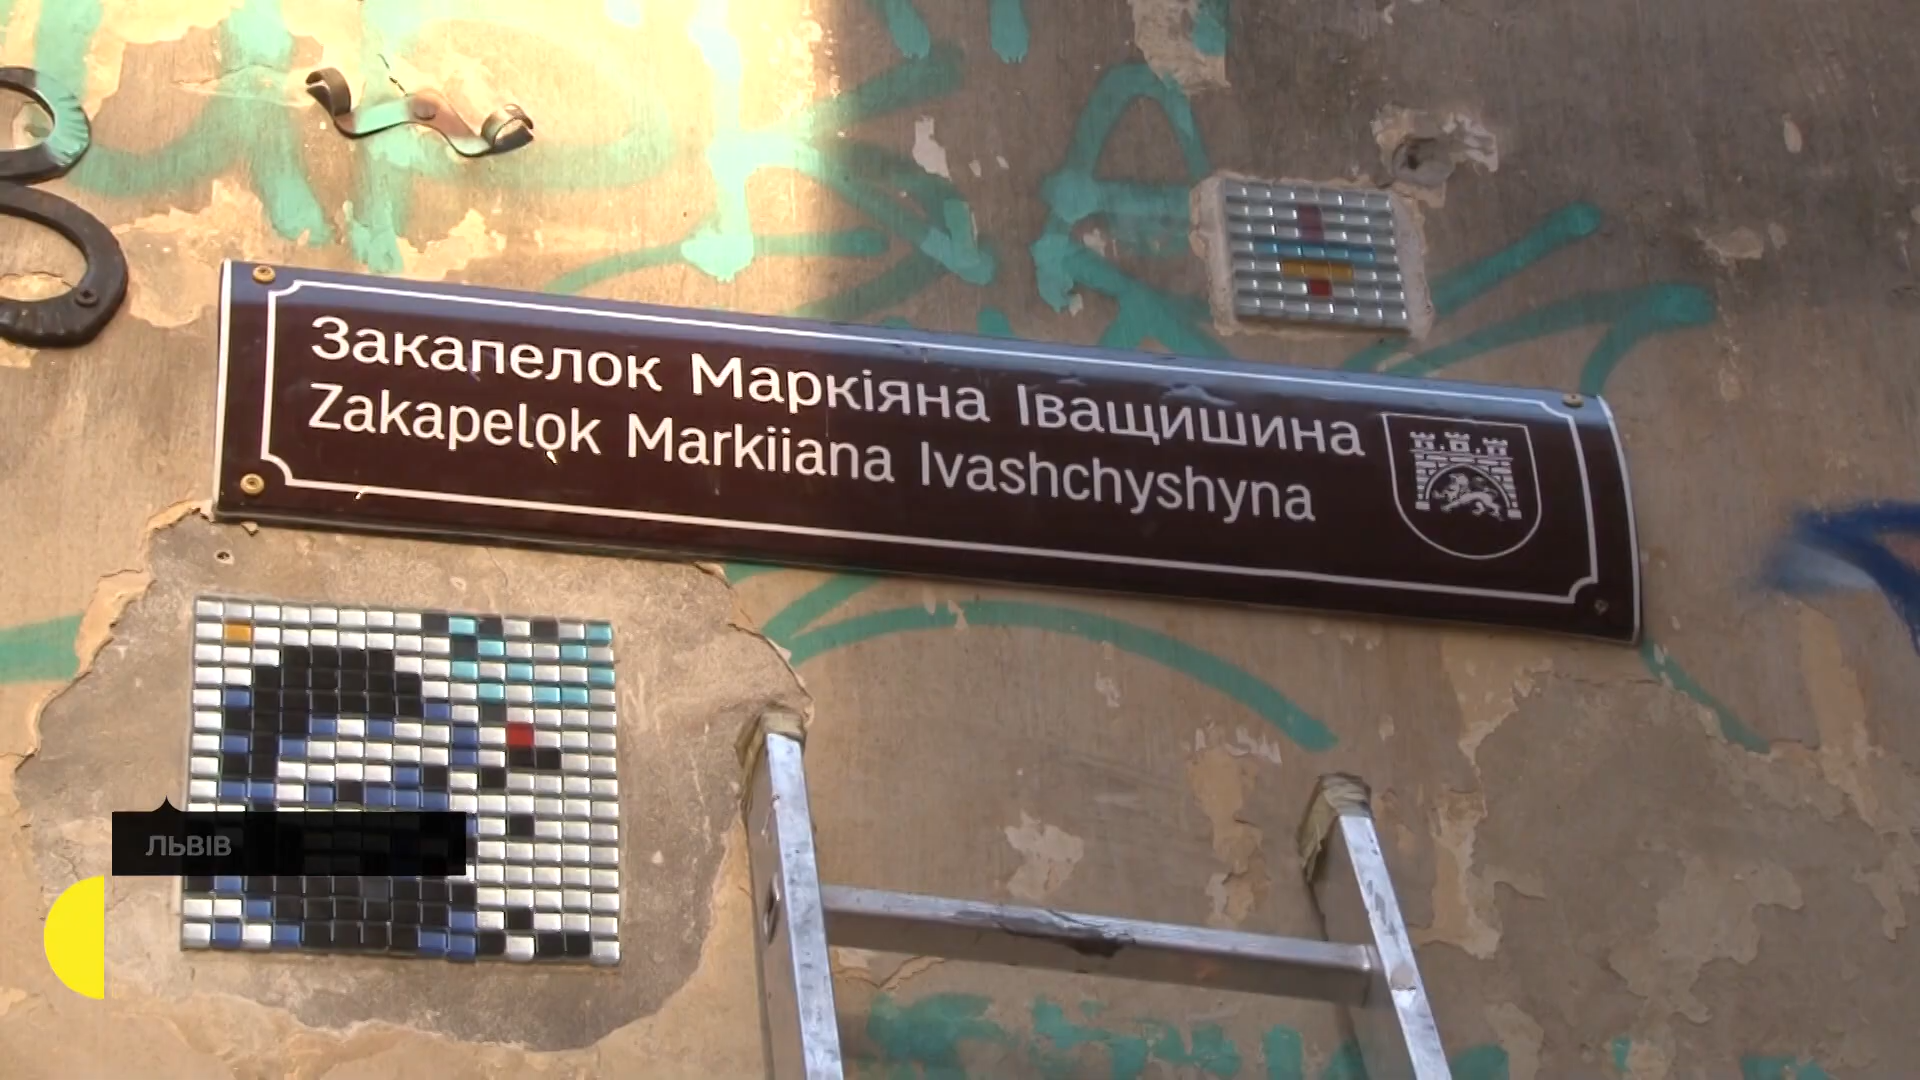 Закапелок Маркіяна Іващишина
Zakapelok Markiiana Ivashchyshyna
ЛЬВІВ